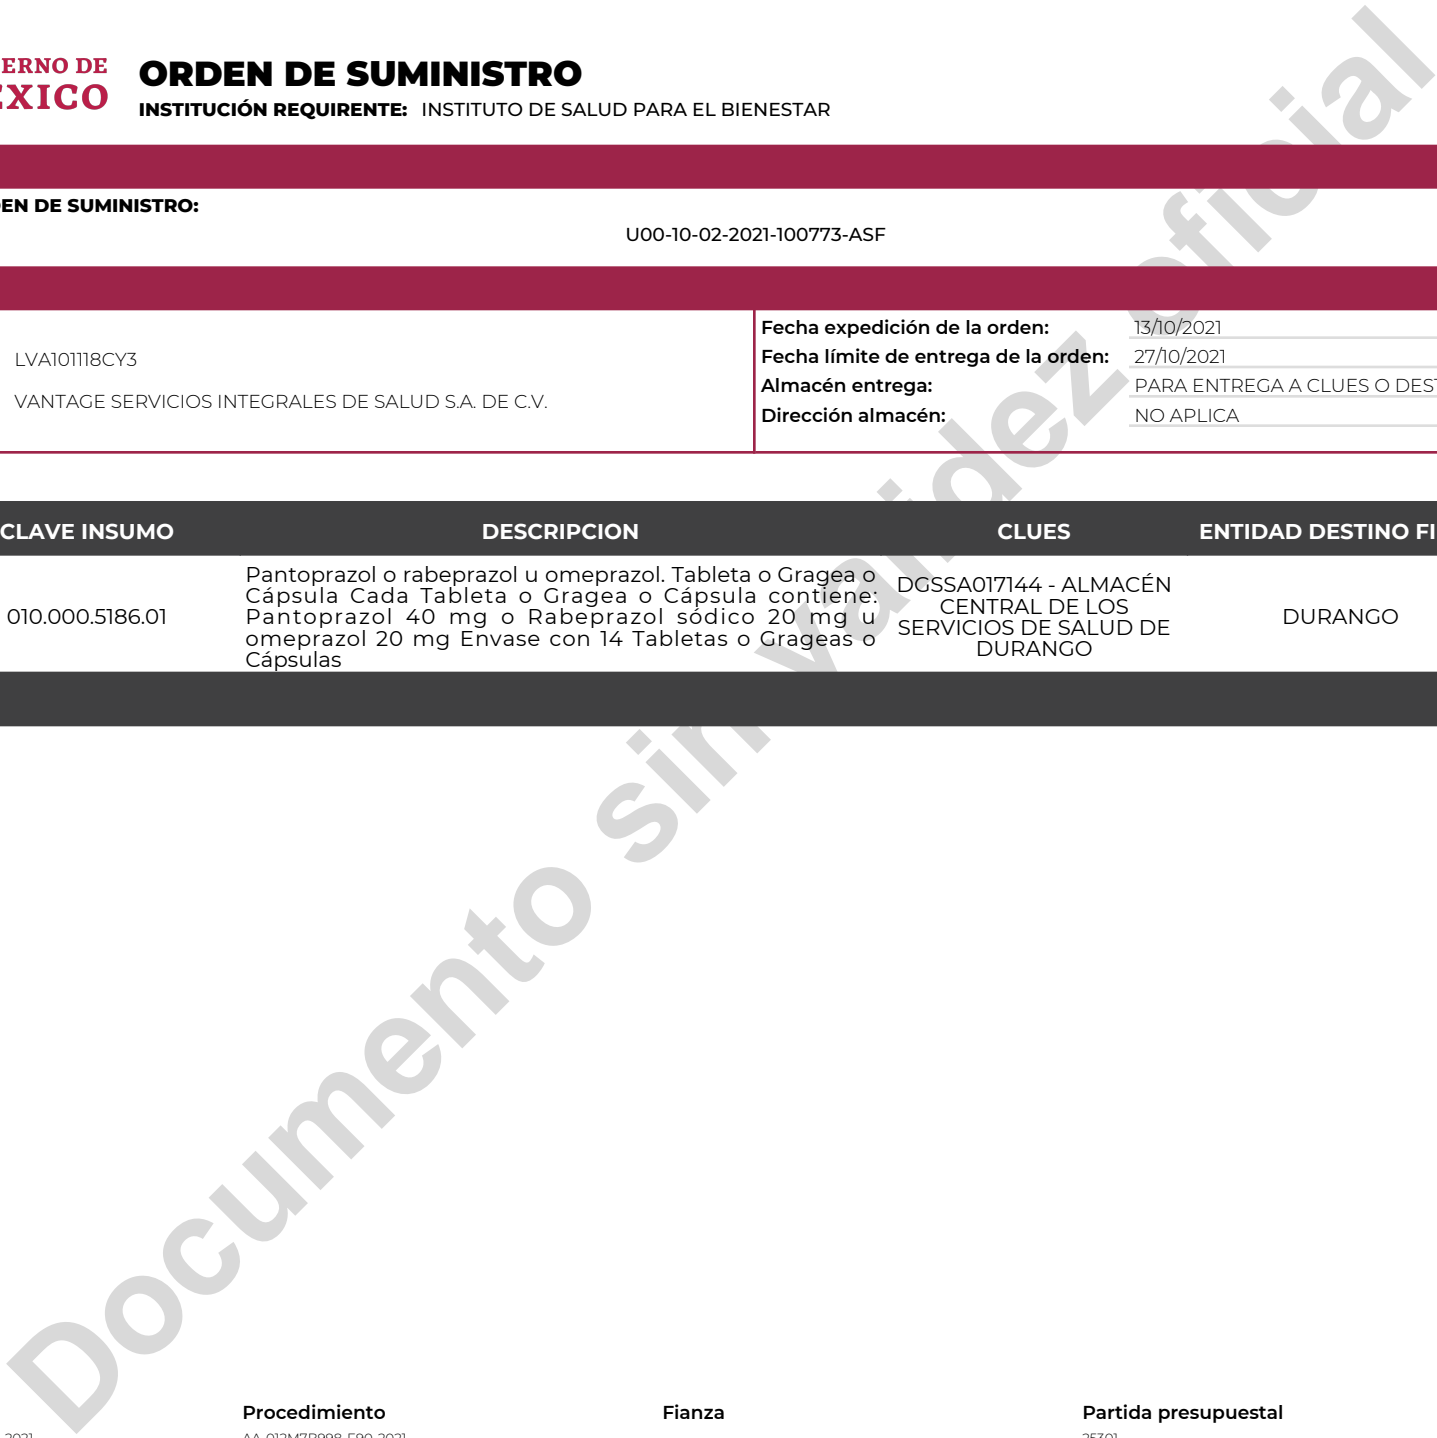 ERNO DE
EXICO
ORDEN DE SUMINISTRO
INSTITUCIÓN REQUIRENTE: INSTITUTO DE SALUD PARA EL BIENESTAR
EN DE SUMINISTRO:
U00-10-02-2021-100773-ASF
LVA101118CY3
VANTAGE SERVICIOS INTEGRALES DE SALUD S.A. DE C.V.
Fecha expedición de la orden: 13/10/2021
Fecha límite de entrega de la orden: 27/10/2021
Almacén entrega: PARA ENTREGA A CLUES O DEST
Dirección almacén: NO APLICA
CLAVE INSUMO DESCRIPCION CLUES ENTIDAD DESTINO FI
010.000.5186.01
Pantoprazol o rabeprazol u omeprazol. Tableta o Gragea o
Cápsula Cada Tableta o Gragea o Cápsula contiene:
Pantoprazol 40 mg o Rabeprazol sódico 20 mg u
omeprazol 20 mg Envase con 14 Tabletas o Grageas o
Cápsulas
DGSSA017144 - ALMACÉN
CENTRAL DE LOS
SERVICIOS DE SALUD DE
DURANGO
DURANGO
Documento sin validez oficial
Procedimiento Fianza Partida presupuestal